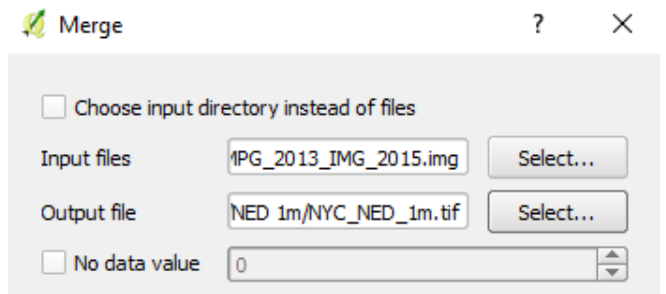 Merge ? ×
Choose input directory instead of files
Input files MPG_2013_IMG_2015.img Select...
Output file NED 1m/NYC_NED_1m.tif Select...
No data value 0